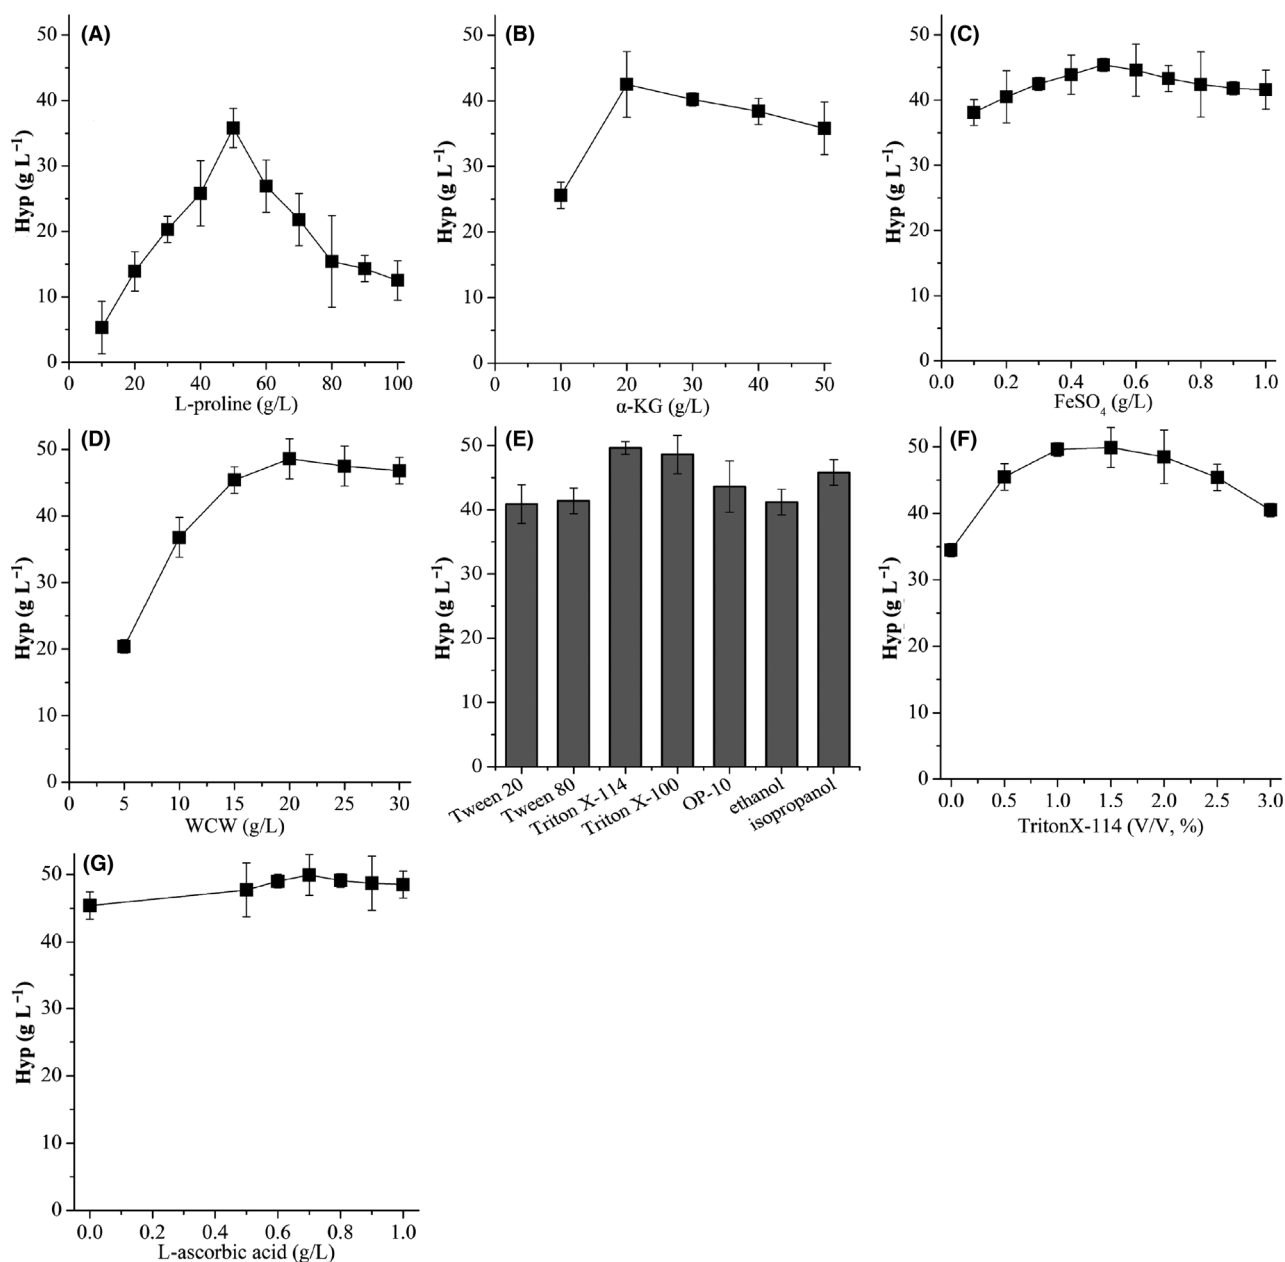 (A)
50
40
30
20
10
0
Hyp (g L⁻¹)
0 20 40 60 80 100
L-proline (g/L)
(B)
50
40
30
20
10
0
Hyp (g L⁻¹)
0 10 20 30 40 50
α-KG (g/L)
(C)
50
40
30
20
10
0
Hyp (g L⁻¹)
0.0 0.2 0.4 0.6 0.8 1.0
FeSO₄ (g/L)
(D)
50
40
30
20
10
0
Hyp (g L⁻¹)
0 5 10 15 20 25 30
WCW (g/L)
(E)
50
40
30
20
10
0
Hyp (g L⁻¹)
Tween 20
Tween 80
Triton X-114
Triton X-100
OP-10
ethanol
isopropanol
(F)
50
40
30
20
10
0
Hyp (g L⁻¹)
0.0 0.5 1.0 1.5 2.0 2.5 3.0
TritonX-114 (V/V, %)
(G)
50
40
30
20
10
0
Hyp (g L⁻¹)
0.0 0.2 0.4 0.6 0.8 1.0
L-ascorbic acid (g/L)